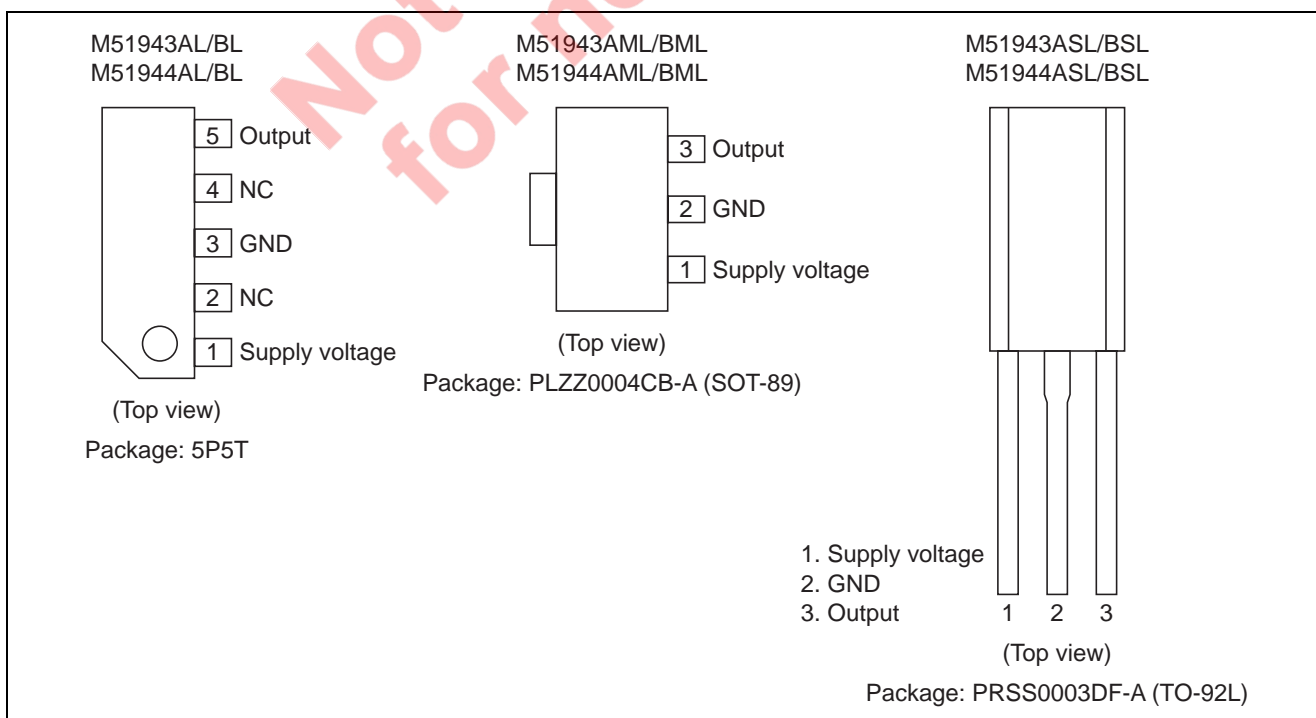 M51943AL/BL
M51944AL/BL
5 Output
4 NC
3 GND
2 NC
1 Supply voltage
(Top view)
Package: 5P5T
M51943AML/BML
M51944AML/BML
3 Output
2 GND
1 Supply voltage
(Top view)
Package: PLZZ0004CB-A (SOT-89)
M51943ASL/BSL
M51944ASL/BSL
1. Supply voltage
2. GND
3. Output
1 2 3
(Top view)
Package: PRSS0003DF-A (TO-92L)
Not
for